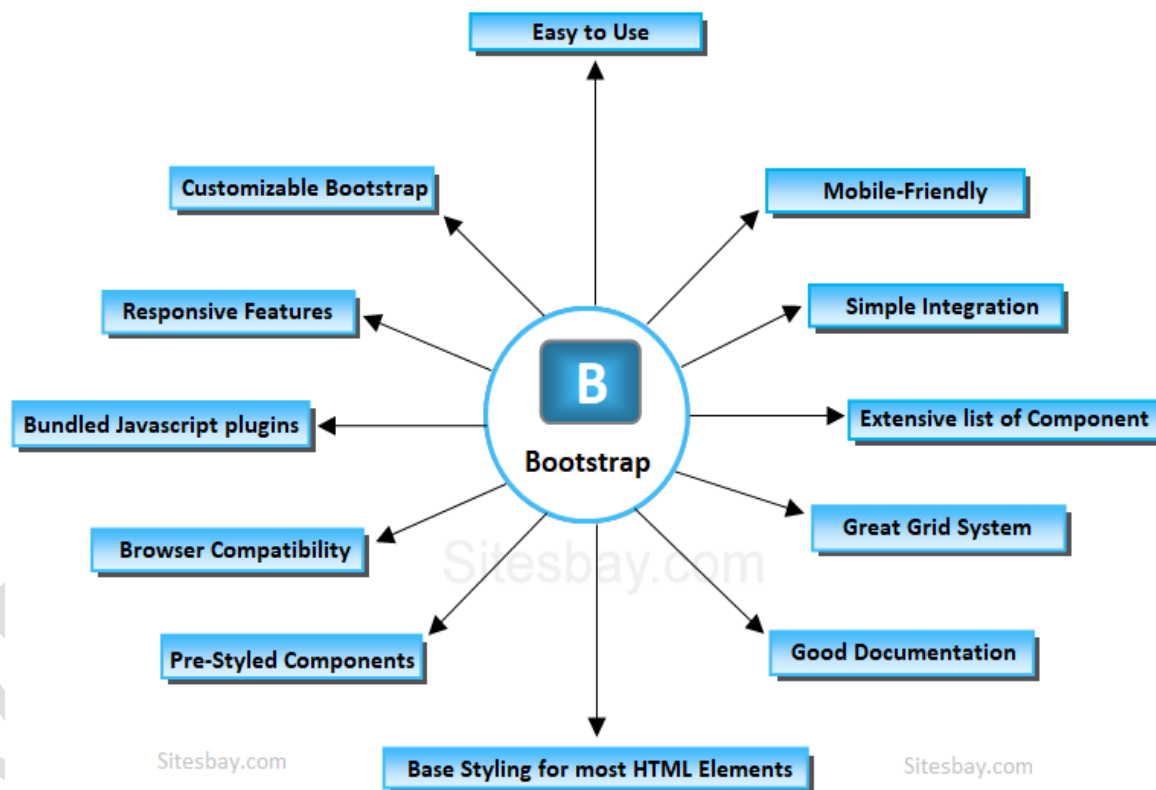 Easy to Use
Customizable Bootstrap
Mobile-Friendly
Responsive Features
Simple Integration
B
Bootstrap
Bundled Javascript plugins
Extensive list of Component
Browser Compatibility
Great Grid System
Sitesbay.com
Pre-Styled Components
Good Documentation
Sitesbay.com
Base Styling for most HTML Elements
Sitesbay.com